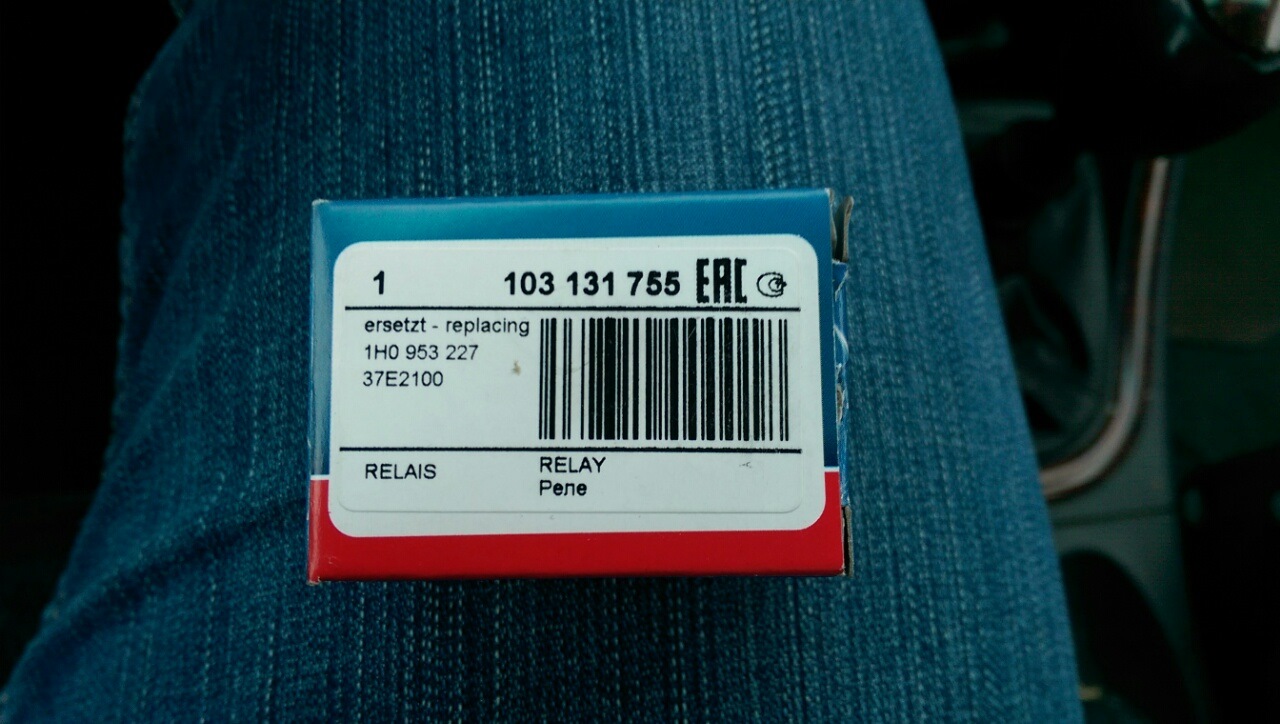 1 103 131 755 EAC
ersetzt - replacing
1H0 953 227
37E2100
RELAIS RELAY
Реле